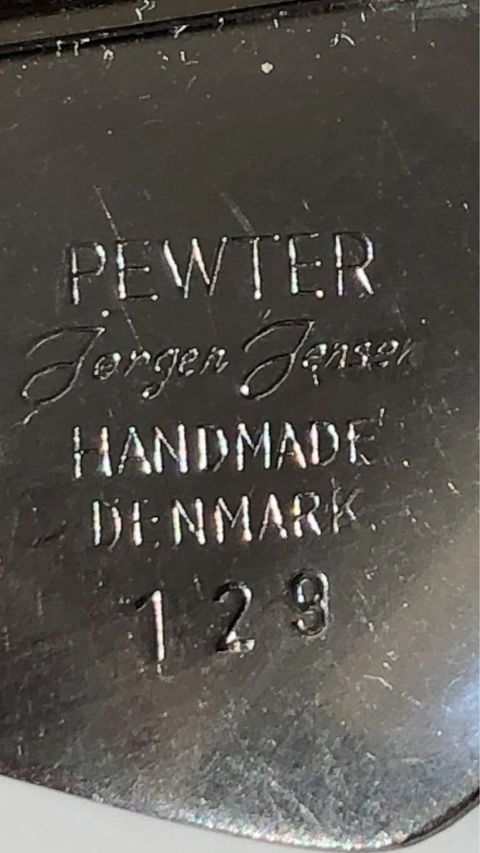 PEWTER
Jørgen Jensen
HANDMADE
DENMARK
129